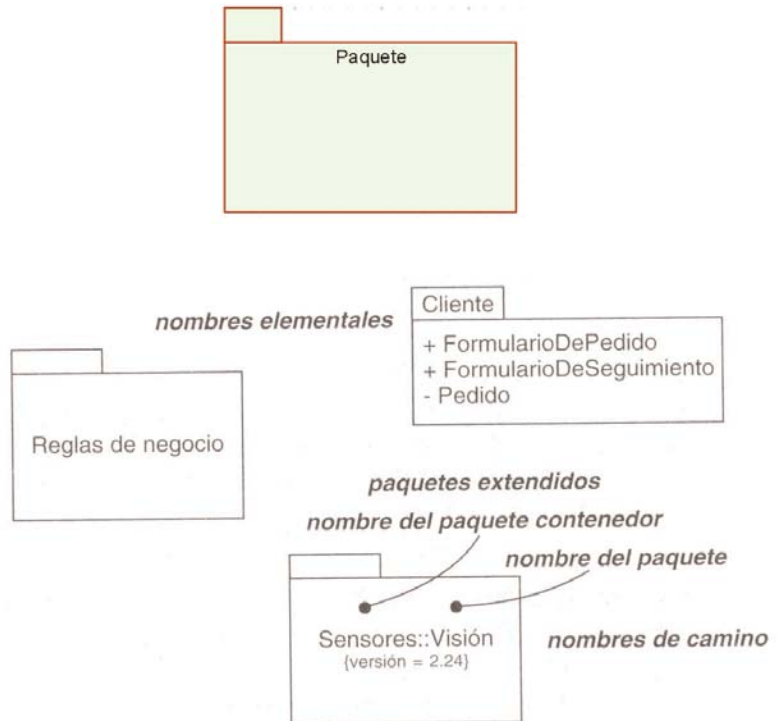 Paquete
nombres elementales
Cliente
+ FormularioDePedido
+ FormularioDeSeguimiento
- Pedido
Reglas de negocio
paquetes extendidos
nombre del paquete contenedor
nombre del paquete
Sensores::Visión
{versión = 2.24}
nombres de camino